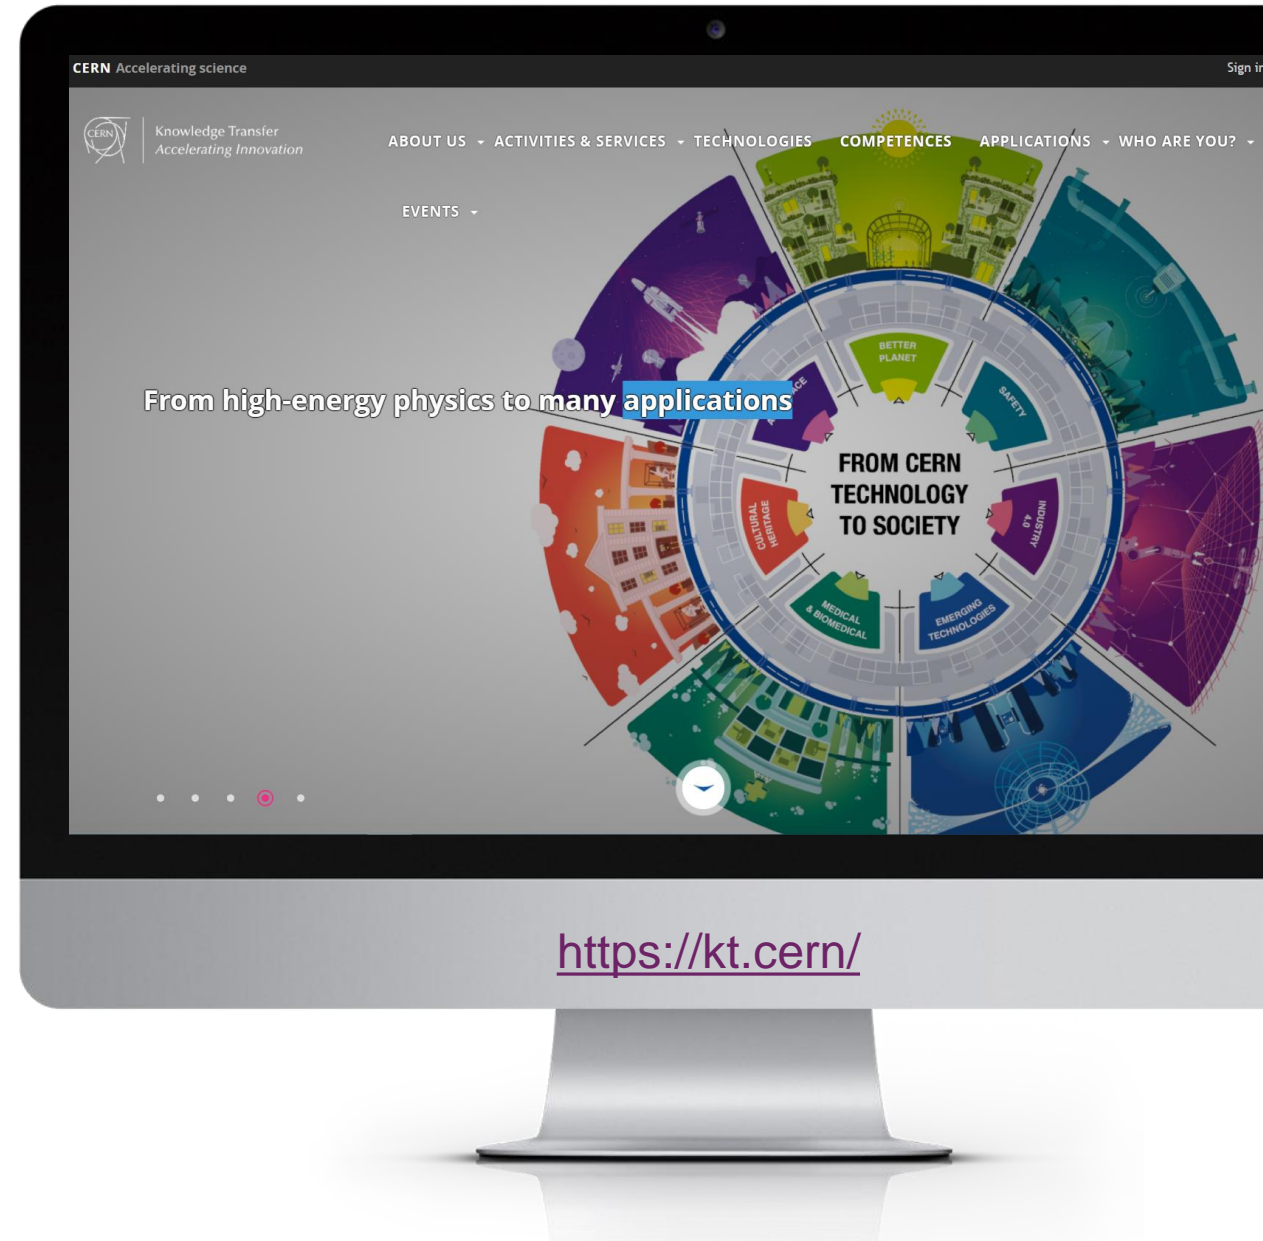 CERN Accelerating science
Sign in
CERN
Knowledge Transfer
Accelerating Innovation
ABOUT US
ACTIVITIES & SERVICES
TECHNOLOGIES
COMPETENCES
APPLICATIONS
WHO ARE YOU?
EVENTS
From high-energy physics to many applications
BETTER
PLANET
SAFETY
INDUSTRY
4.0
EMERGING
TECHNOLOGIES
MEDICAL
& BIOMEDICAL
CULTURAL
HERITAGE
FROM CERN
TECHNOLOGY
TO SOCIETY
https://kt.cern/